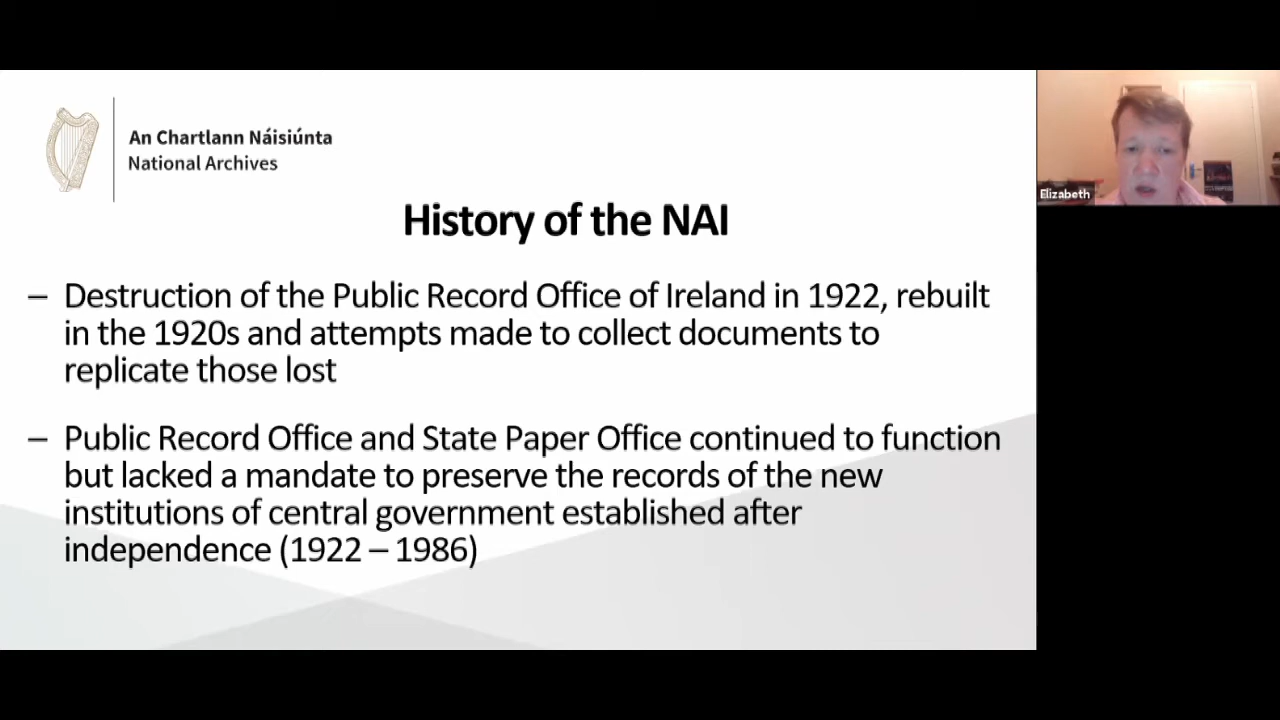 An Chartlann Náisiúnta
National Archives
History of the NAI
– Destruction of the Public Record Office of Ireland in 1922, rebuilt
in the 1920s and attempts made to collect documents to
replicate those lost
– Public Record Office and State Paper Office continued to function
but lacked a mandate to preserve the records of the new
institutions of central government established after
independence (1922 – 1986)
Elizabeth